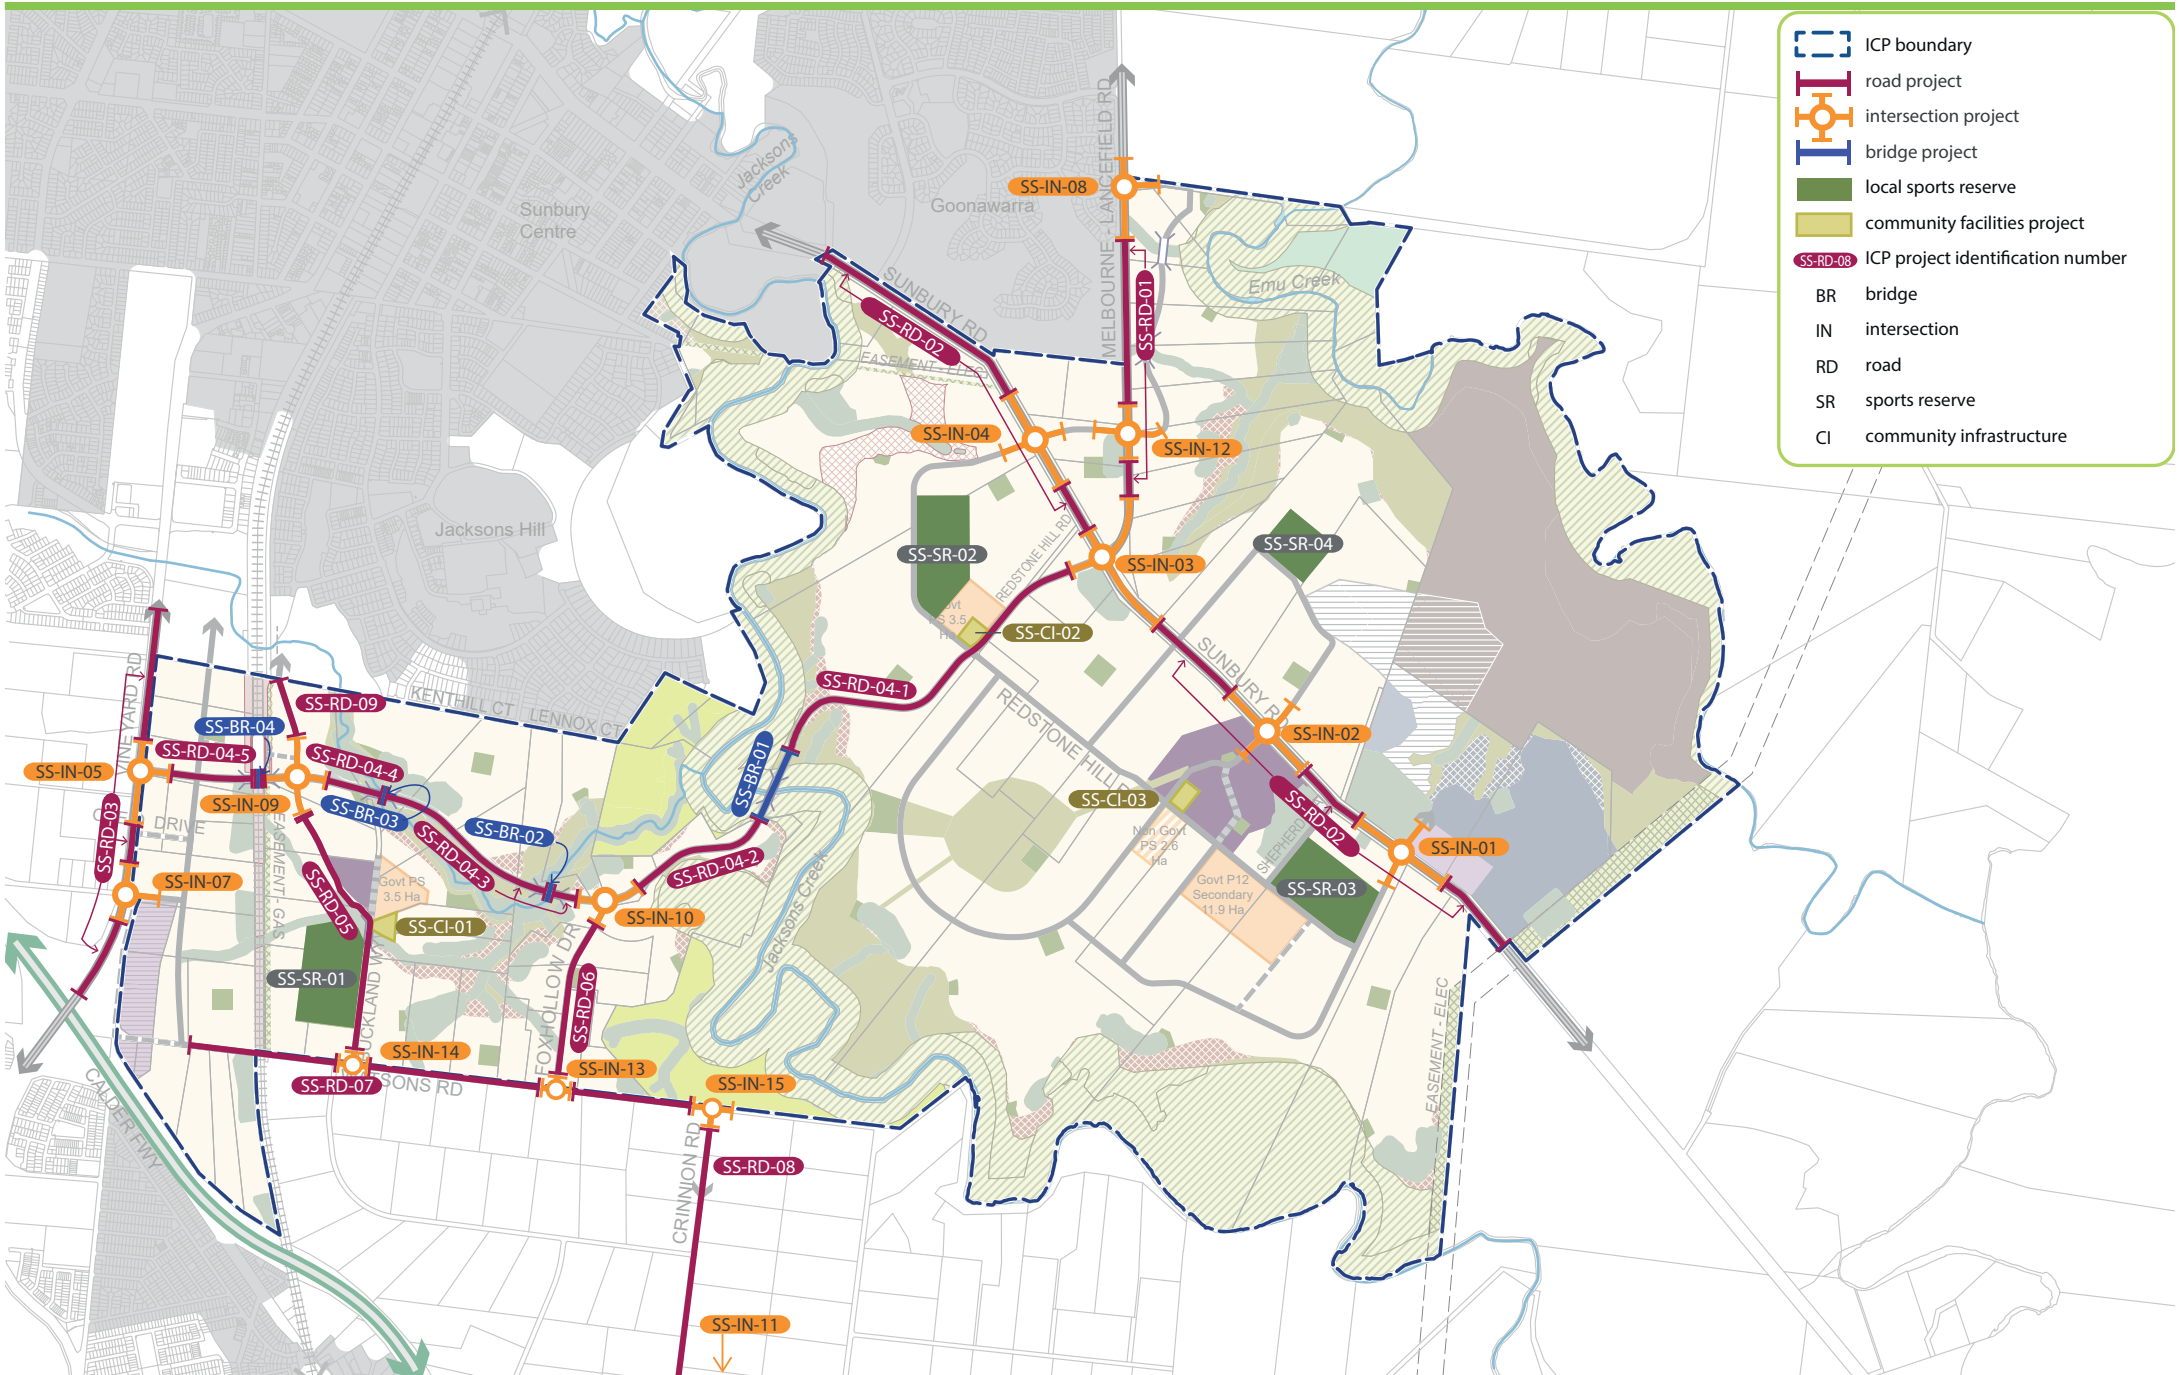 ICP boundary
road project
intersection project
bridge project
local sports reserve
community facilities project
SS-RD-08 ICP project identification number
BR bridge
IN intersection
RD road
SR sports reserve
CI community infrastructure
Jacksons
Creek
Sunbury
Centre
Goonawarra
MELBOURNE - LANCEFIELD RD
SS-IN-08
SUNBURY RD
SS-RD-02
SS-RD-01
Emu Creek
EASEMENT - ELEC
SS-IN-04
SS-IN-12
Jacksons Hill
SS-SR-02
REDSTONE HILL RD
SS-IN-03
SS-SR-04
SS-CI-02
SS-RD-04-1
SUNBURY RD
KENTHILL CT
LENNOX CT
SS-RD-09
SS-BR-04
SS-RD-04-5
SS-RD-04-4
SS-IN-05
SS-IN-09
SS-BR-03
SS-BR-02
SS-BR-01
REDSTONE HILL
SS-IN-02
SS-CI-03
SS-RD-02
Non Govt
PS 2.6
Ha
SS-IN-01
SS-RD-03
DRIVE
SS-RD-04-3
SS-RD-04-2
SS-IN-07
EASEMENT - GAS
SS-RD-05
Govt PS
3.5 Ha
SS-CI-01
SS-IN-10
Govt P12
Secondary
11.9 Ha
SS-SR-03
Jacksons Creek
SS-SR-01
FOXHOLLOW DR
SS-RD-06
EASEMENT - ELEC
SS-IN-14
SS-IN-13
SS-RD-07
SS-IN-15
CALDER FWY
CRINNION RD
SS-RD-08
SS-IN-11